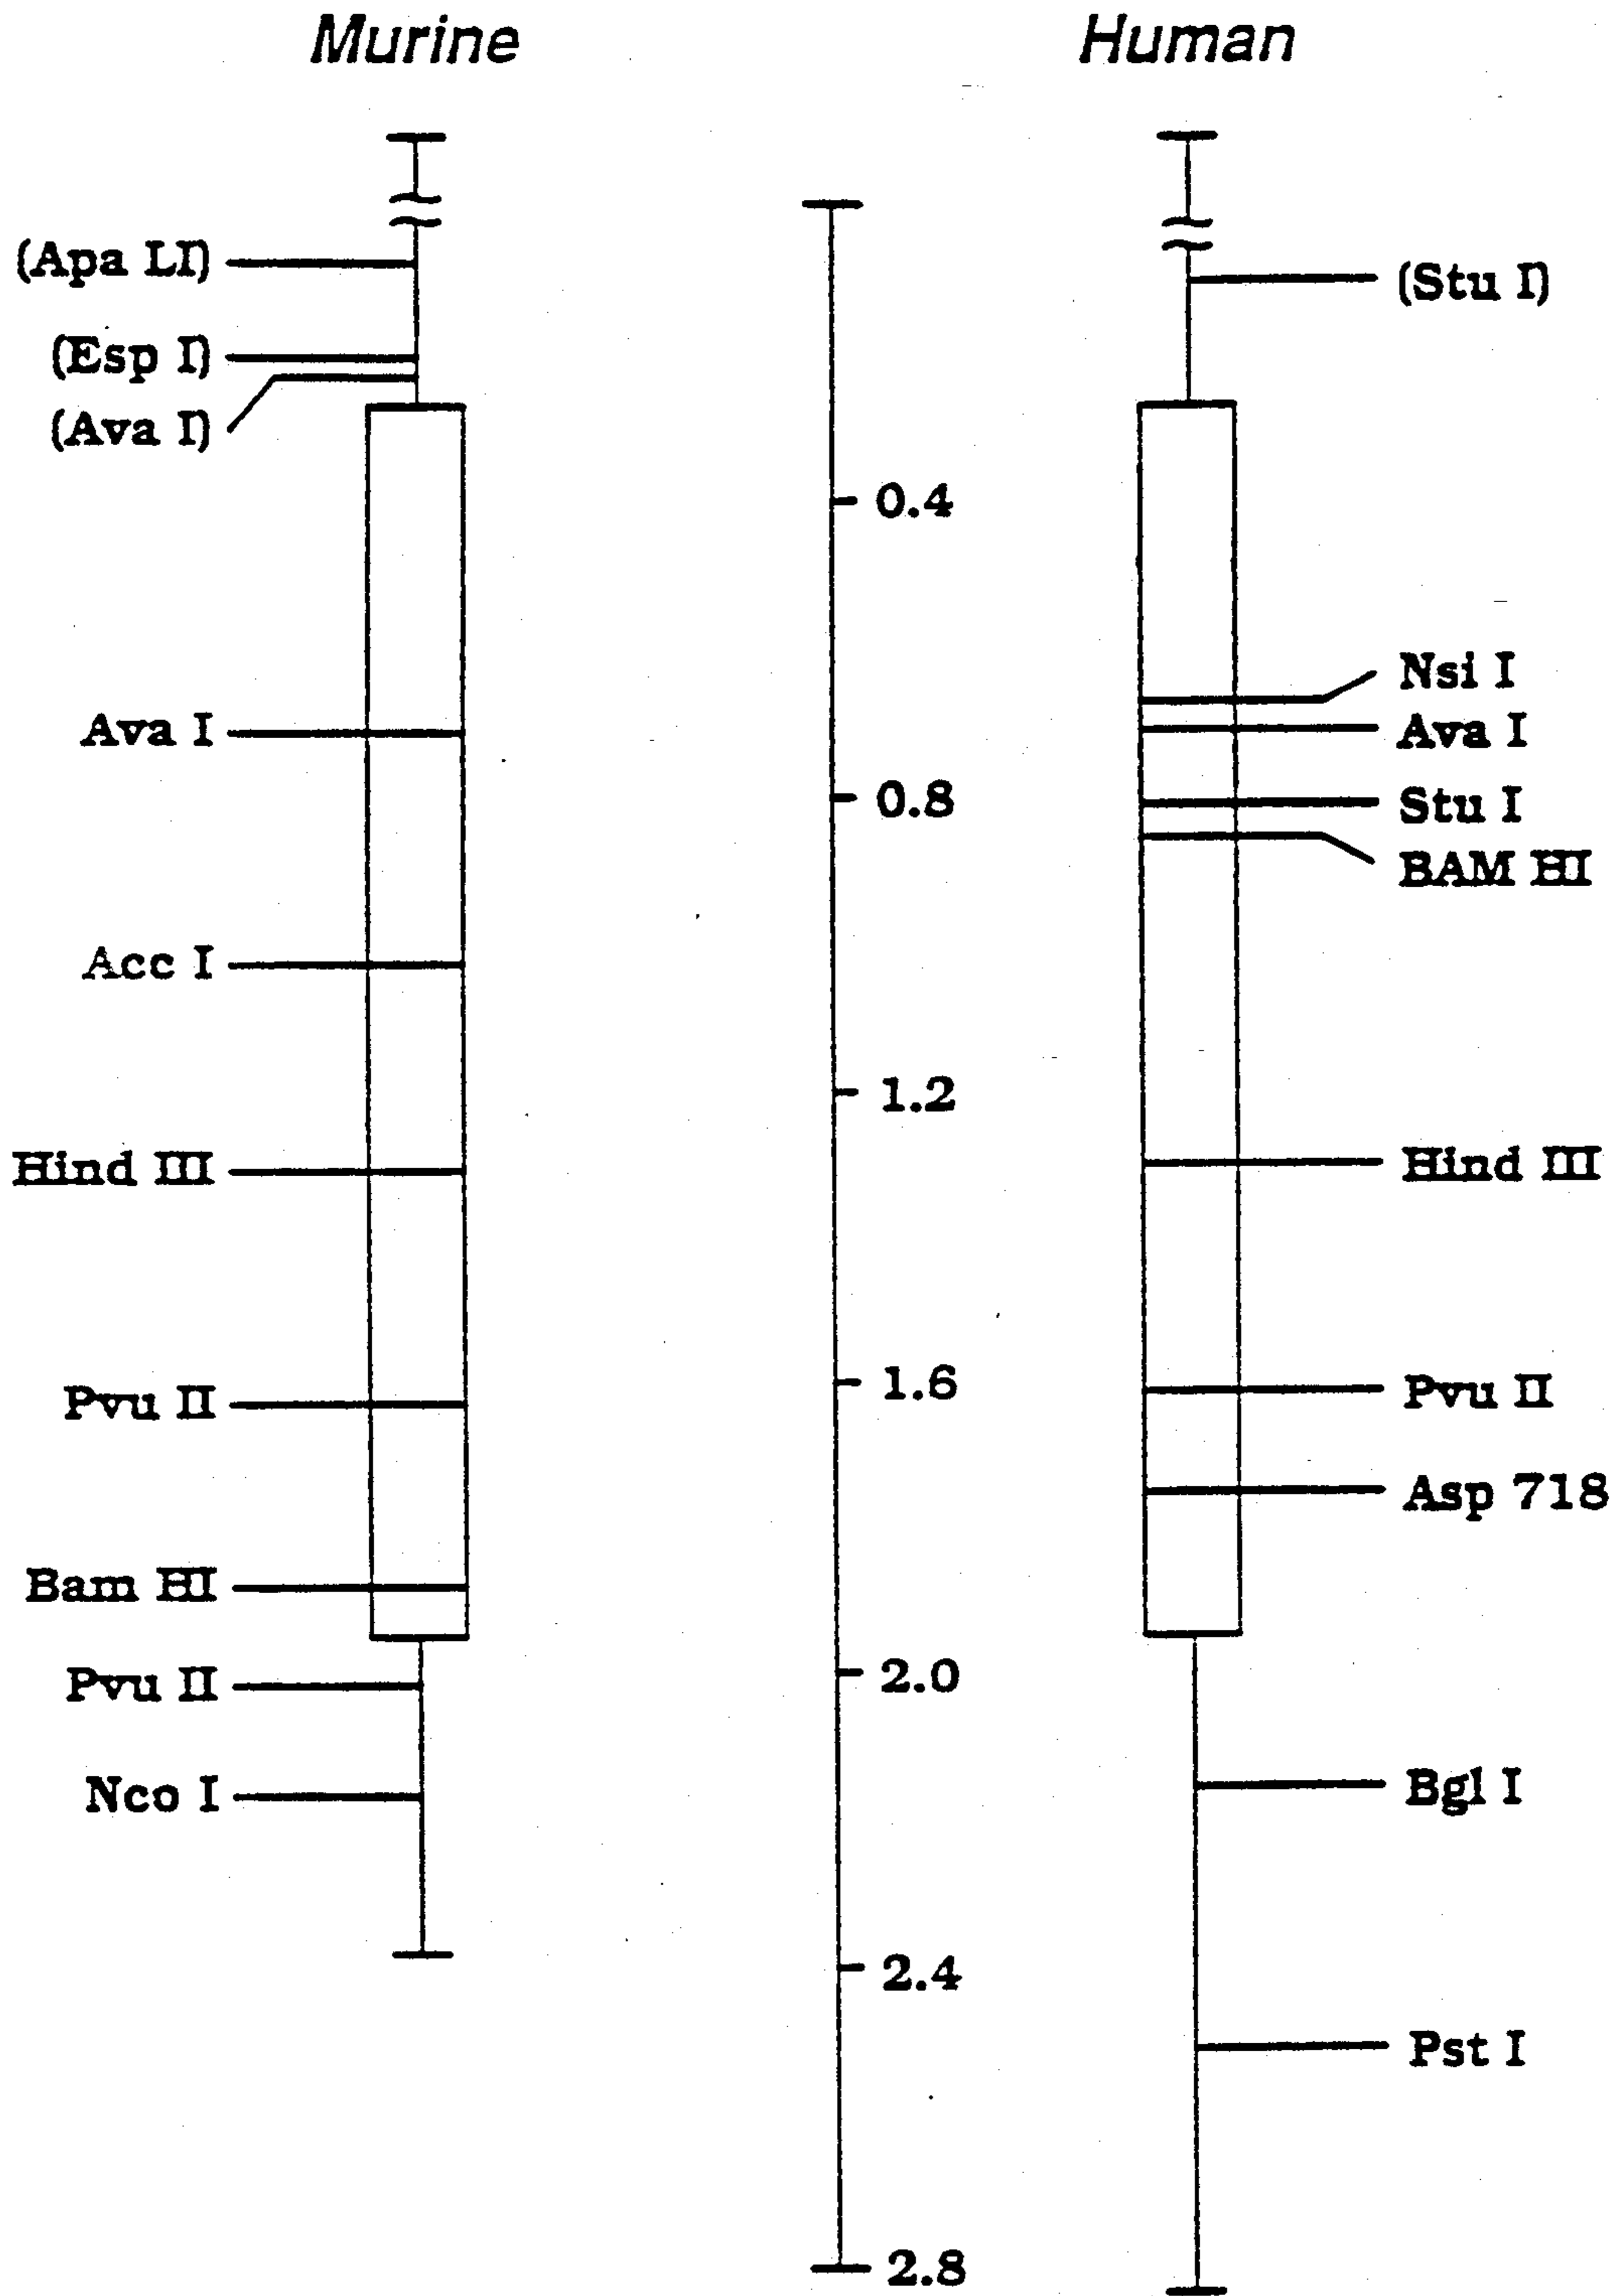 Murine
Human
(Apa LI)
(Esp I)
(Ava I)
Ava I
Acc I
Hind III
Pvu II
Bam HI
Pvu II
Nco I
0.4
0.8
1.2
1.6
2.0
2.4
2.8
(Stu I)
Nsi I
Ava I
Stu I
BAM HI
Hind III
Pvu II
Asp 718
Bgl I
Pst I